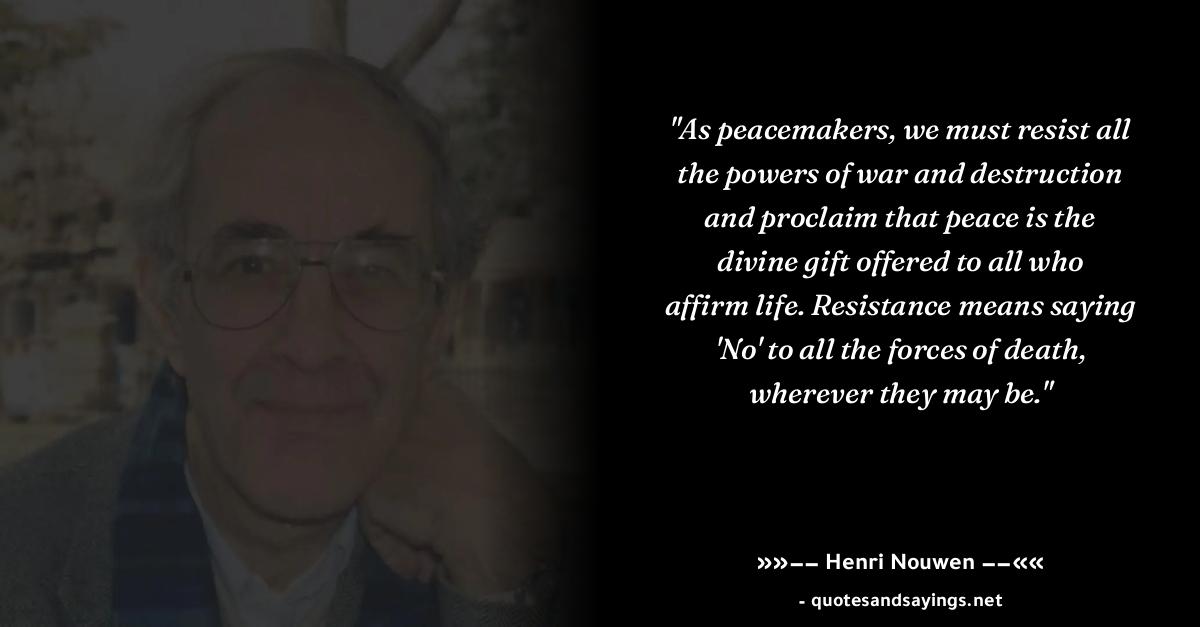 "As peacemakers, we must resist all
the powers of war and destruction
and proclaim that peace is the
divine gift offered to all who
affirm life. Resistance means saying
'No' to all the forces of death,
wherever they may be."
»»−− Henri Nouwen −−««
- quotesandsayings.net